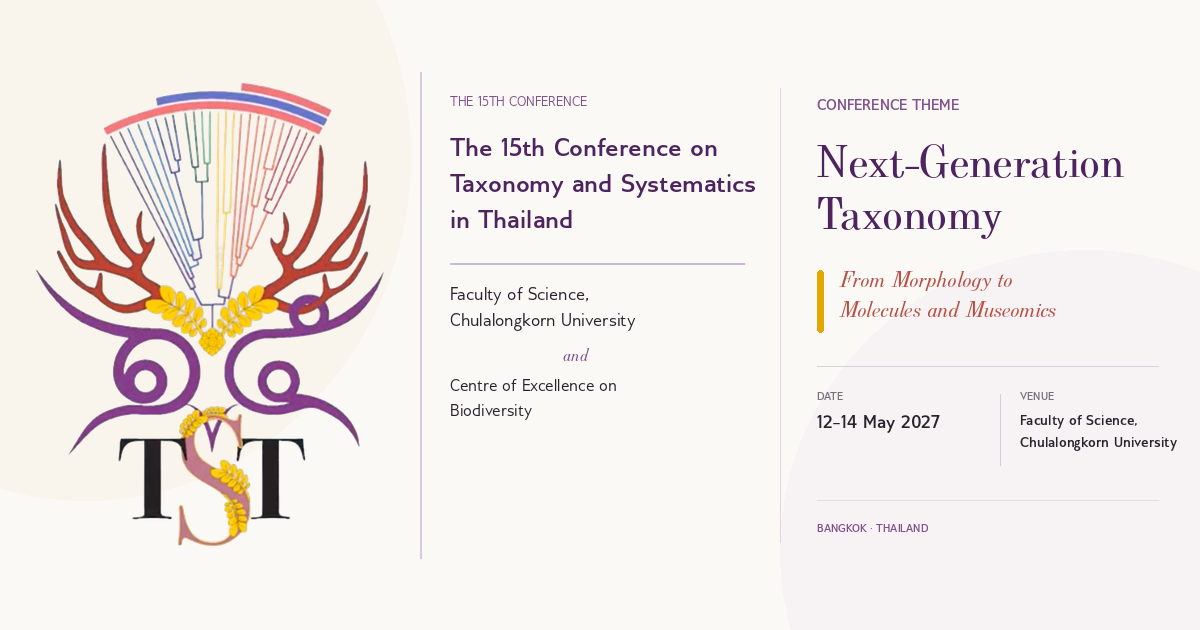 TST
THE 15TH CONFERENCE
The 15th Conference on
Taxonomy and Systematics
in Thailand
Faculty of Science,
Chulalongkorn University
and
Centre of Excellence on
Biodiversity
CONFERENCE THEME
Next-Generation
Taxonomy
From Morphology to
Molecules and Museomics
DATE
12–14 May 2027
VENUE
Faculty of Science,
Chulalongkorn University
BANGKOK · THAILAND